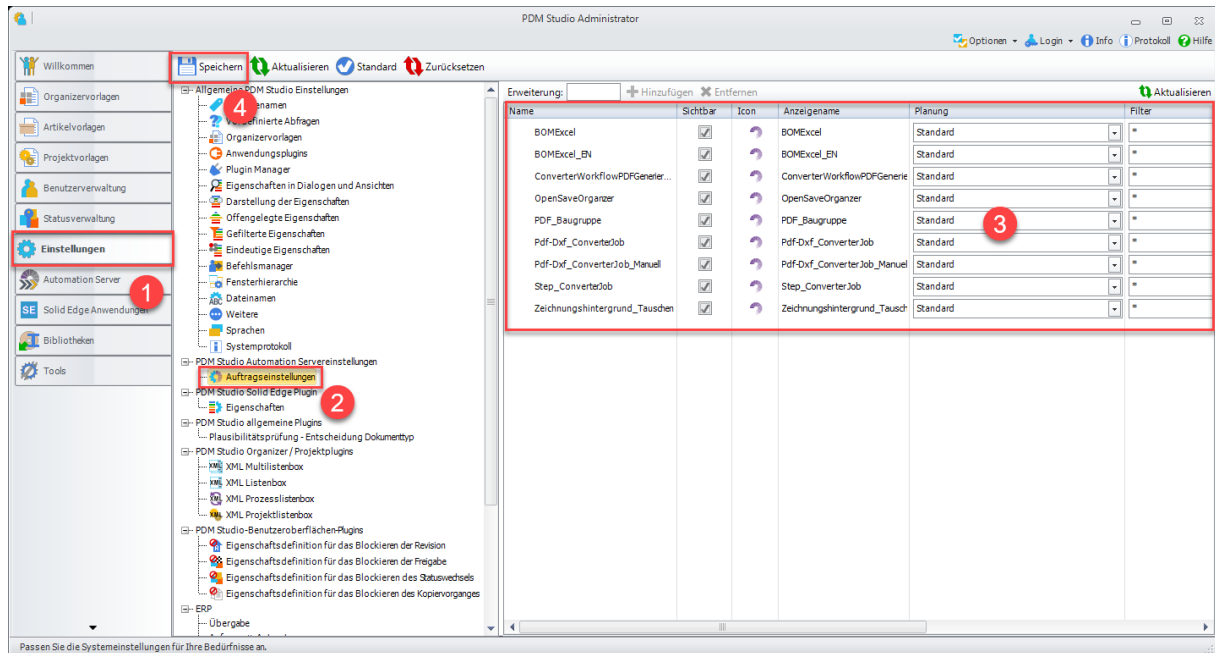 PDM Studio Administrator
Optionen
Login
Info
Protokoll
Hilfe
Willkommen
Organizervorlagen
Artikelvorlagen
Projektvorlagen
Benutzerverwaltung
Statusverwaltung
Einstellungen
Automation Server
1
SE Solid Edge Anwendungen
Bibliotheken
Tools
Speichern
Aktualisieren
Standard
Zurücksetzen
4
Allgemeine PDM Studio Einstellungen
Organizervorlagen
Anwendungsplugins
Plugin Manager
Eigenschaften in Dialogen und Ansichten
Darstellung der Eigenschaften
Offengelegte Eigenschaften
Gefilterte Eigenschaften
Eindeutige Eigenschaften
Befehlsmanager
Fensterhierarchie
ABC Dateinamen
Weitere
Sprachen
Systemprotokoll
PDM Studio Automation Servereinstellungen
Auftragseinstellungen
2
PDM Studio Solid Edge Plugin
Eigenschaften
PDM Studio allgemeine Plugins
Plausibilitätsprüfung - Entscheidung Dokumenttyp
PDM Studio Organizer / Projektplugins
XML XML Multilistenbox
XML XML Listenbox
XML XML Prozesslistenbox
XML XML Projektlistenbox
PDM Studio-Benutzeroberflächen-Plugins
Eigenschaftsdefinition für das Blockieren der Revision
Eigenschaftsdefinition für das Blockieren der Freigabe
Eigenschaftsdefinition für das Blockieren des Statuswechsels
Eigenschaftsdefinition für das Blockieren des Kopiervorganges
ERP
Übergabe
Erweiterung:
Hinzufügen
Entfernen
Aktualisieren
Name Sichtbar Icon Anzeigename Planung Filter
BOMExcel BOMExcel Standard *
BOMExcel_EN BOMExcel_EN Standard *
ConverterWorkflowPDFGenerier... ConverterWorkflowPDFGenerie Standard *
OpenSaveOrganzer OpenSaveOrganzer Standard *
PDF_Baugruppe PDF_Baugruppe Standard *
3
Pdf-Dxf_ConverterJob Pdf-Dxf_ConverterJob Standard *
Pdf-Dxf_ConverterJob_Manuell Pdf-Dxf_ConverterJob_Manuel Standard *
Step_ConverterJob Step_ConverterJob Standard *
Zeichnungshintergrund_Tauschen Zeichnungshintergrund_Tausch Standard *
Passen Sie die Systemeinstellungen für Ihre Bedürfnisse an.